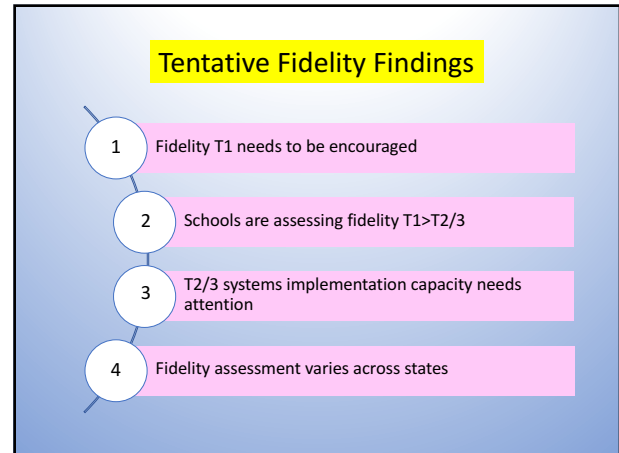 Tentative Fidelity Findings
1
Fidelity T1 needs to be encouraged
2
Schools are assessing fidelity T1>T2/3
3
T2/3 systems implementation capacity needs
attention
4
Fidelity assessment varies across states